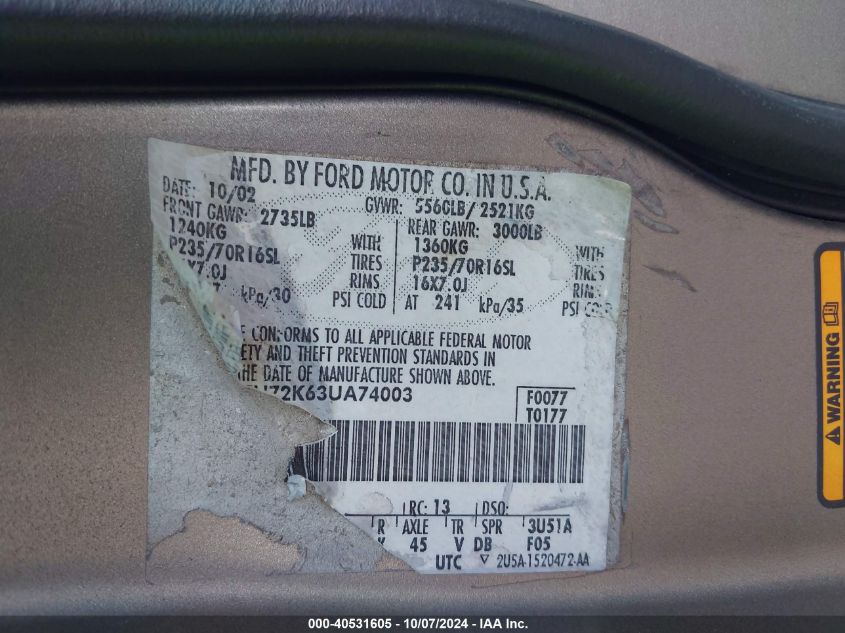 MFD. BY FORD MOTOR CO. IN U.S.A.
DATE: 10/02 GVWR: 5560LB/ 2521KG
FRONT GAWR: 2735LB REAR GAWR: 3000LB
1240KG WITH 1360KG WITH
P235/70R16SL TIRES P235/70R16SL TIRES
X7.0J RIMS 16X7.0J RIMS
kPa/30 PSI COLD AT 241 kPa/35 PSI COLD
CONFORMS TO ALL APPLICABLE FEDERAL MOTOR
ETY AND THEFT PREVENTION STANDARDS IN
THE DATE OF MANUFACTURE SHOWN ABOVE.
U72K63UA74003 F0077
T0177
RC: 13 DSO:
R AXLE TR SPR 3U51A
45 V DB F05
UTC ▽ 2U5A-1520472-AA
WARNING
000-40531605 - 10/07/2024 - IAA Inc.